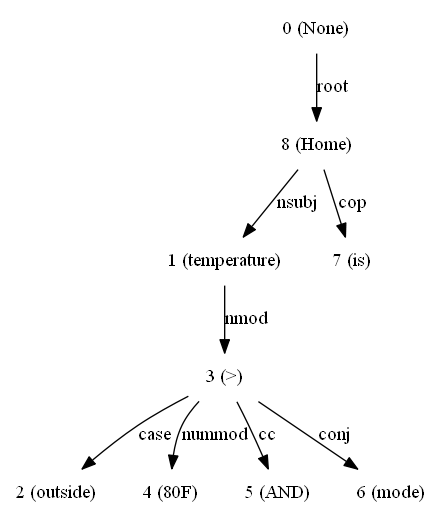 0 (None)
root
8 (Home)
nsubj cop
1 (temperature) 7 (is)
nmod
3 (>)
case nummod cc conj
2 (outside) 4 (80F) 5 (AND) 6 (mode)